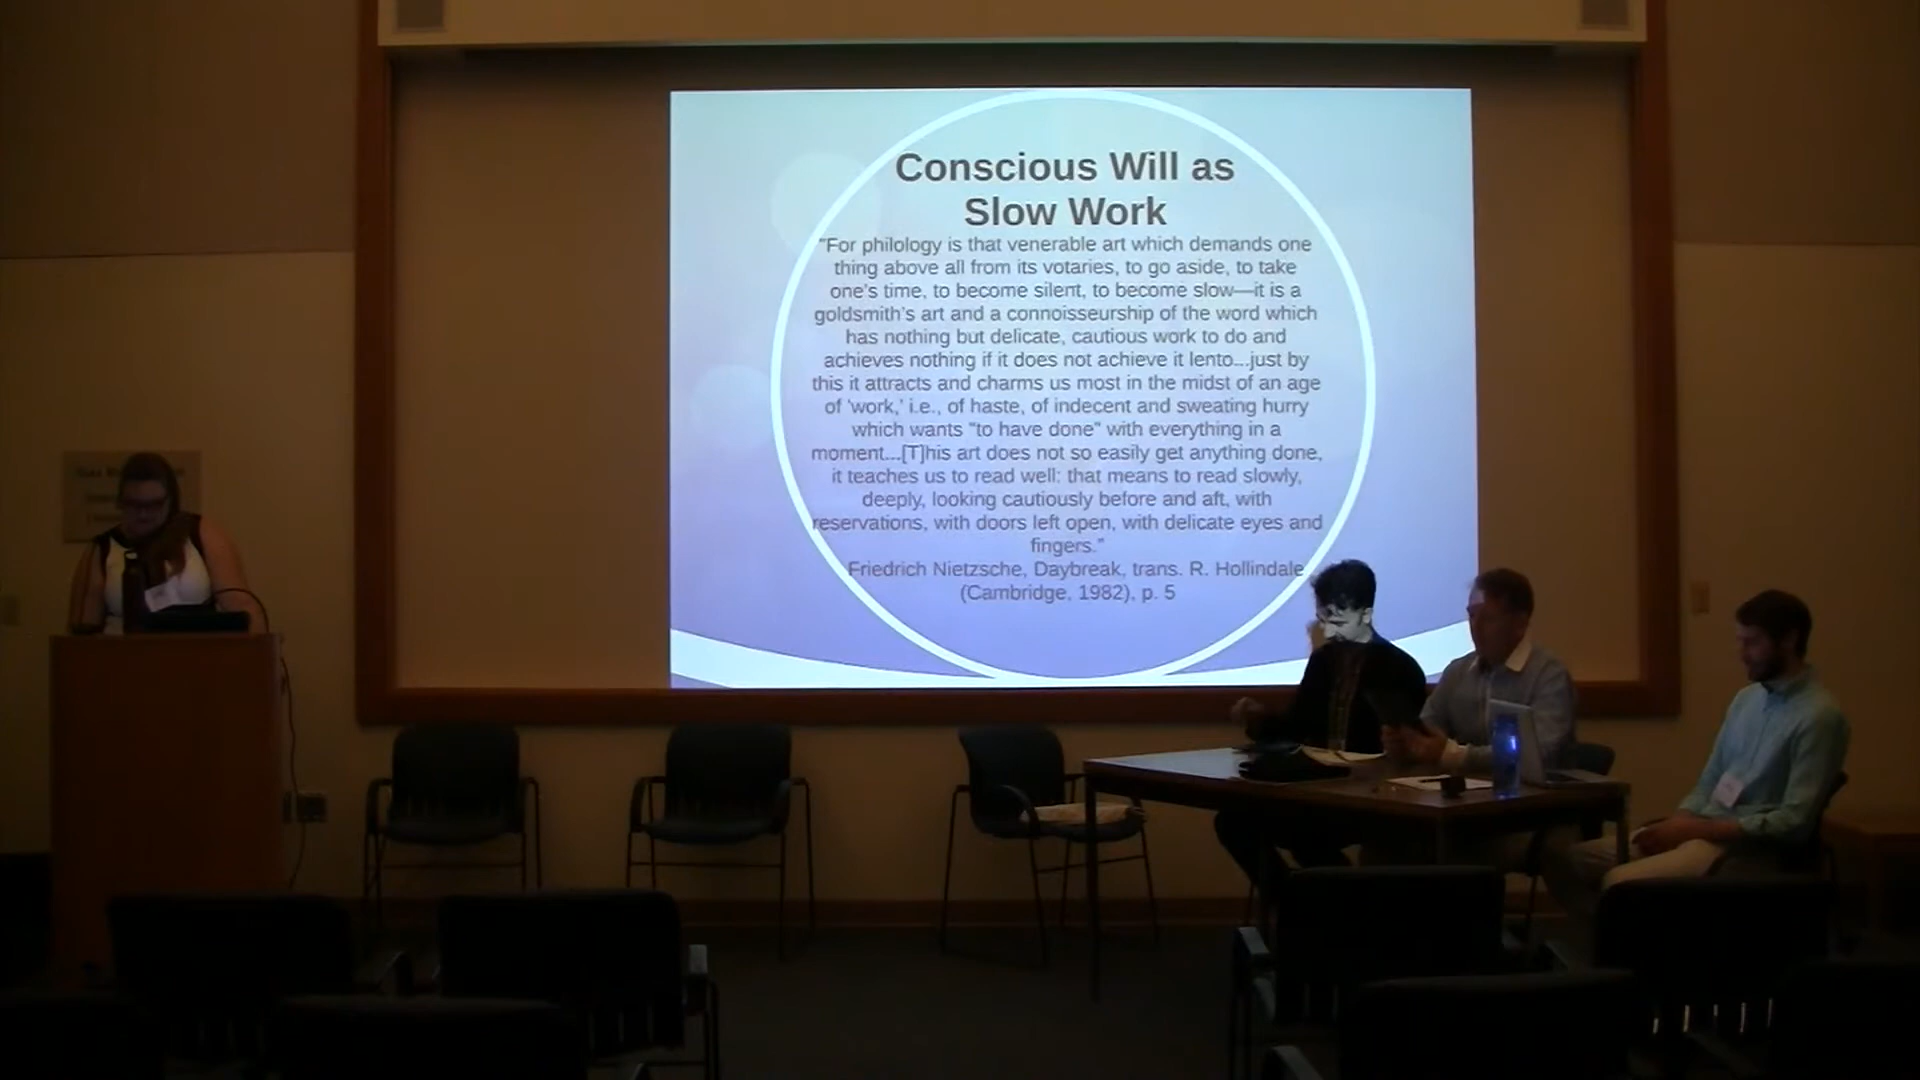 Conscious Will as
Slow Work
"For philology is that venerable art which demands one
thing above all from its votaries, to go aside, to take
one's time, to become silent, to become slow—it is a
goldsmith's art and a connoisseurship of the word which
has nothing but delicate, cautious work to do and
achieves nothing if it does not achieve it lento...just by
this it attracts and charms us most in the midst of an age
of 'work,' i.e., of haste, of indecent and sweating hurry
which wants "to have done" with everything in a
moment...[T]his art does not so easily get anything done,
it teaches us to read well: that means to read slowly,
deeply, looking cautiously before and aft, with
reservations, with doors left open, with delicate eyes and
fingers."
Friedrich Nietzsche, Daybreak, trans. R. Hollindale
(Cambridge, 1982), p. 5